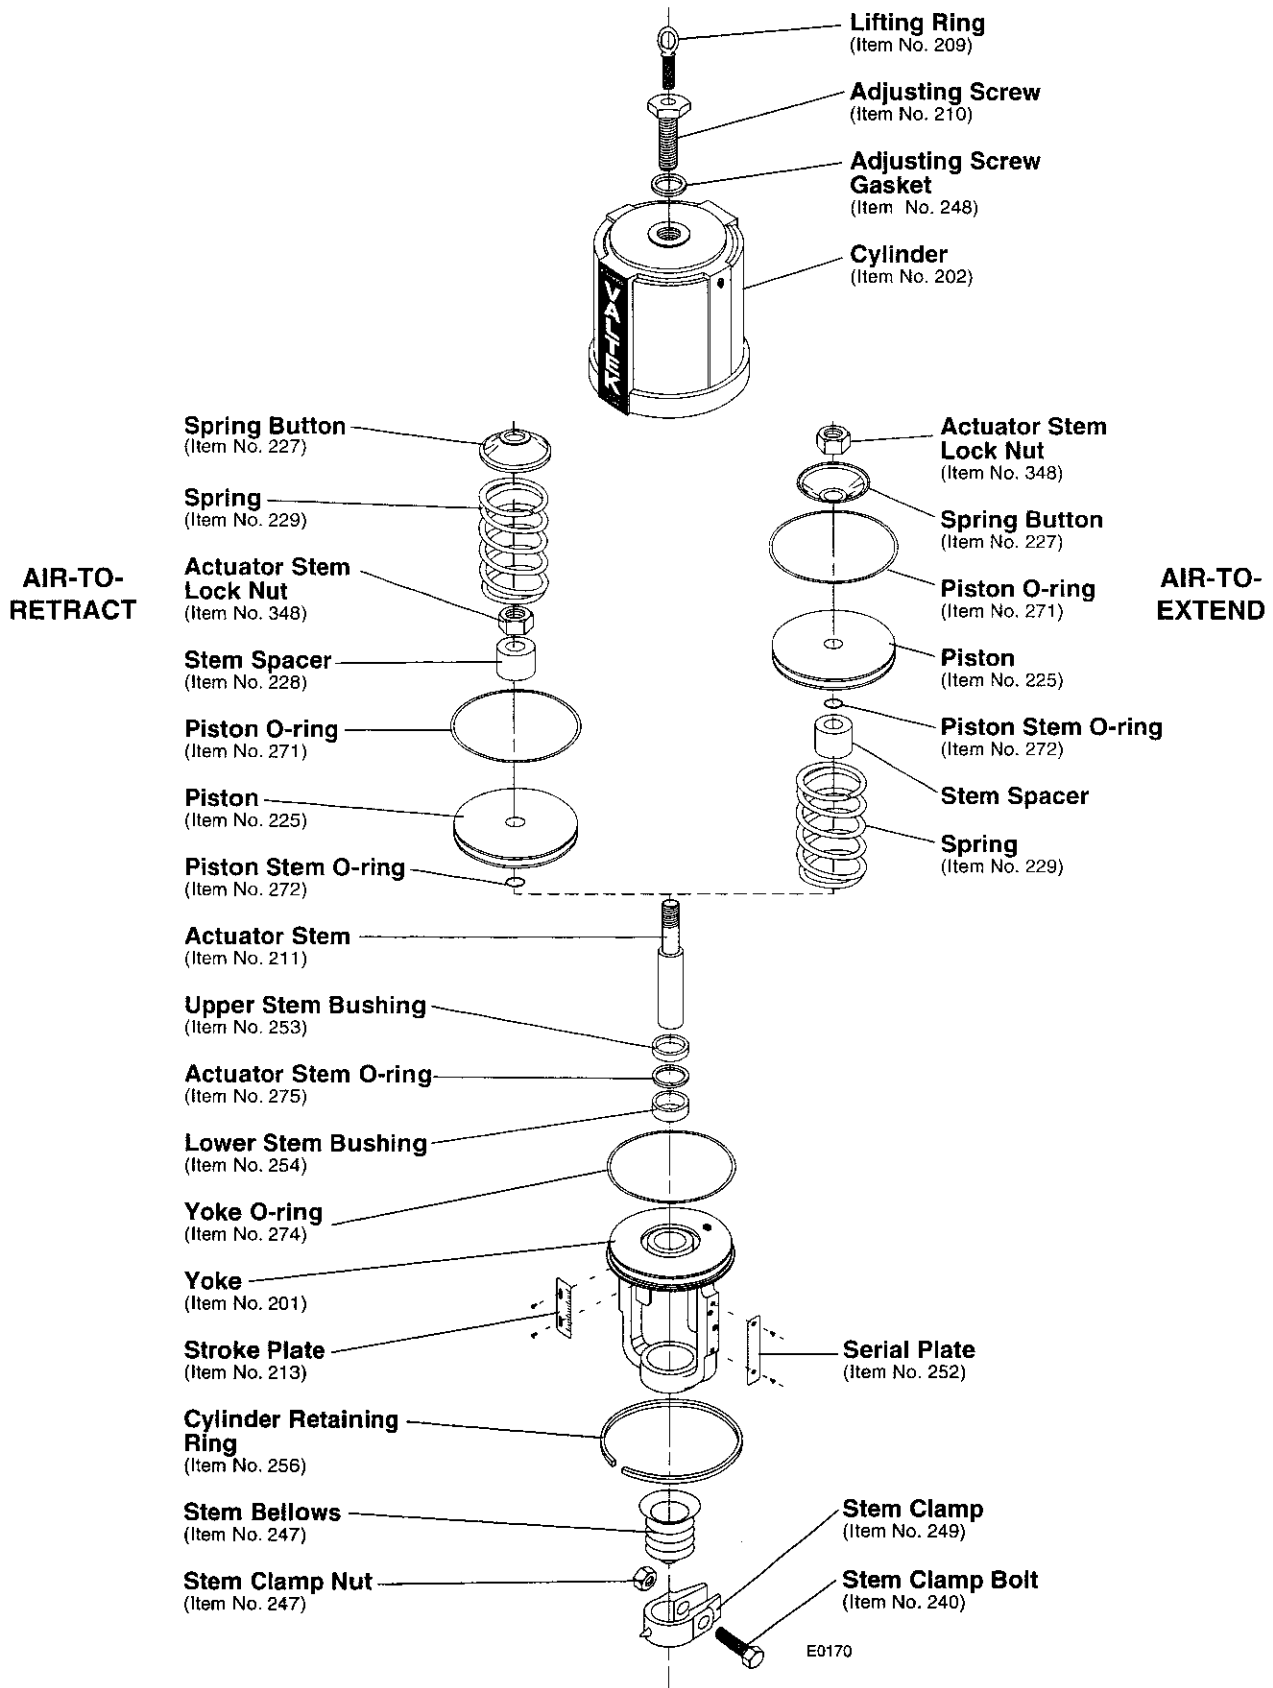 Lifting Ring
(Item No. 209)
Adjusting Screw
(Item No. 210)
Adjusting Screw
Gasket
(Item No. 248)
Cylinder
(Item No. 202)
VALTEK
AIR-TO-
RETRACT
Spring Button
(Item No. 227)
Spring
(Item No. 229)
Actuator Stem
Lock Nut
(Item No. 348)
Stem Spacer
(Item No. 228)
Piston O-ring
(Item No. 271)
Piston
(Item No. 225)
Piston Stem O-ring
(Item No. 272)
Actuator Stem
Lock Nut
(Item No. 348)
Spring Button
(Item No. 227)
Piston O-ring
(Item No. 271)
Piston
(Item No. 225)
Piston Stem O-ring
(Item No. 272)
Stem Spacer
Spring
(Item No. 229)
AIR-TO-
EXTEND
Actuator Stem
(Item No. 211)
Upper Stem Bushing
(Item No. 253)
Actuator Stem O-ring
(Item No. 275)
Lower Stem Bushing
(Item No. 254)
Yoke O-ring
(Item No. 274)
Yoke
(Item No. 201)
Stroke Plate
(Item No. 213)
Serial Plate
(Item No. 252)
Cylinder Retaining
Ring
(Item No. 256)
Stem Bellows
(Item No. 247)
Stem Clamp Nut
(Item No. 247)
Stem Clamp
(Item No. 249)
Stem Clamp Bolt
(Item No. 240)
E0170